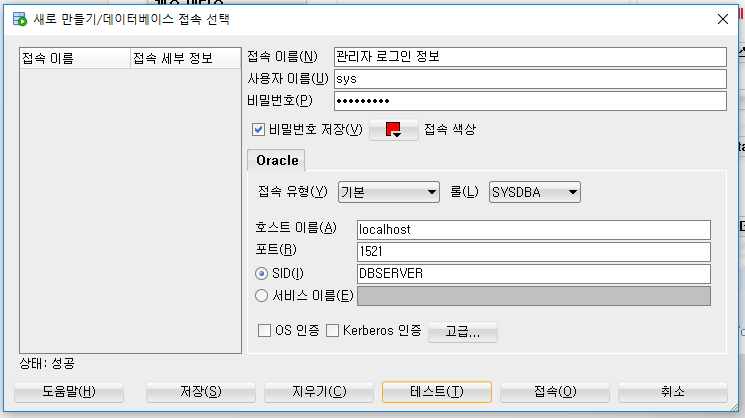 새로 만들기/데이터베이스 접속 선택
접속 이름 접속 세부 정보
접속 이름(N) 관리자 로그인 정보
사용자 이름(U) sys
비밀번호(P) •••••••••
비밀번호 저장(V) 접속 색상
Oracle
접속 유형(Y) 기본 롤(L) SYSDBA
호스트 이름(A) localhost
포트(R) 1521
SID(I) DBSERVER
서비스 이름(E)
OS 인증 Kerberos 인증 고급...
상태: 성공
도움말(H) 저장(S) 지우기(C) 테스트(T) 접속(O) 취소